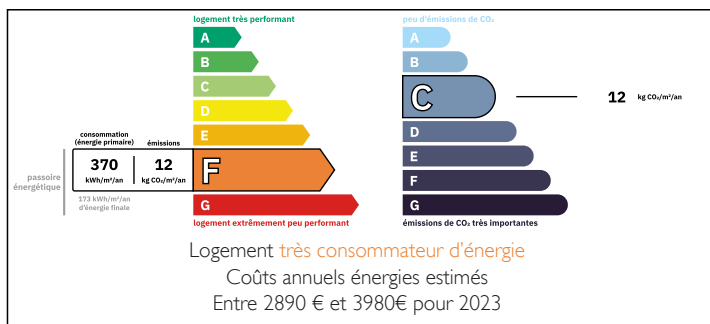 logement très performant
A
B
C
D
E
consommation
(énergie primaire)
émissions
370
12
kWh/m²/an
kg CO₂/m²/an
F
passoire
énergétique
173 kWh/m²/an
d'énergie finale
G
logement extrêmement peu performant
peu d'émissions de CO₂
A
B
C
12 kg CO₂/m²/an
D
E
F
G
émissions de CO₂ très importantes
Logement très consommateur d'énergie
Coûts annuels énergies estimés
Entre 2890 € et 3980€ pour 2023